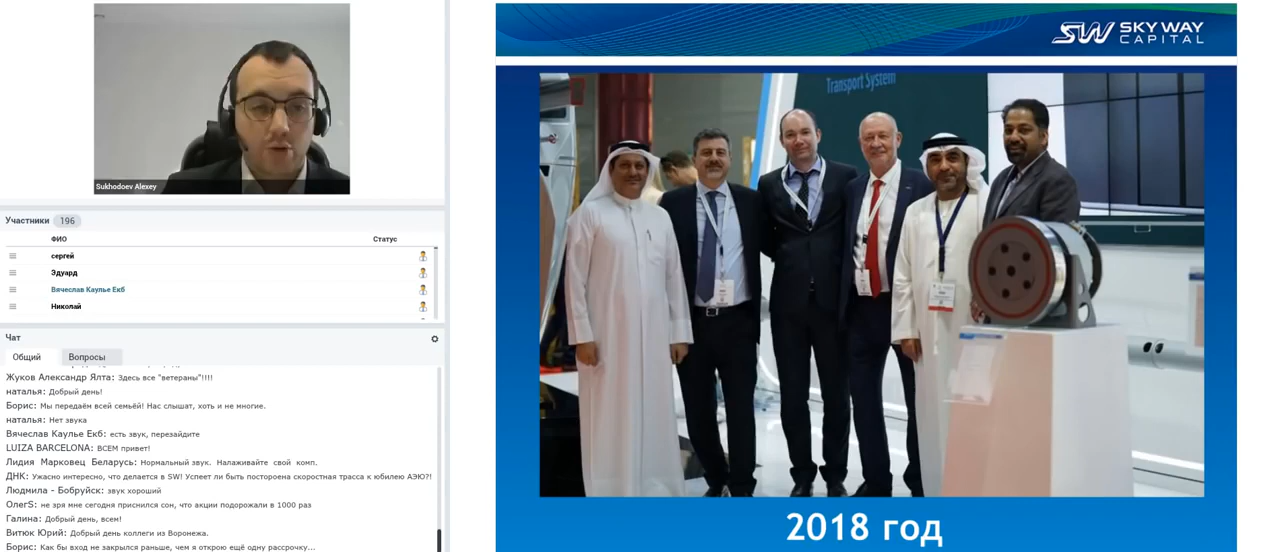 Sukhodoev Alexey
Участники 196
ФИО Статус
сергей
Эдуард
Вячеслав Каулье Екб
Николай
Чат
Общий Вопросы
Жуков Александр Ялта: Здесь все "ветераны"!!!!
наталья: Добрый день!
Борис: Мы передаём всей семьёй! Нас слышат, хоть и не многие.
наталья: Нет звука
Вячеслав Каулье Екб: есть звук, перезайдите
LUIZA BARCELONA: ВСЕМ привет!
Лидия Марковец Беларусь: Нормальный звук. Налаживайте свой комп.
ДНК: Ужасно интересно, что делается в SW! Успеет ли быть постороена скоростная трасса к юбилею АЭЮ?!
Людмила - Бобруйск: звук хороший
ОлегS: не зря мне сегодня приснился сон, что акции подорожали в 1000 раз
Галина: Добрый день, всем!
Витюк Юрий: Добрый день коллеги из Воронежа.
Борис: Как бы вход не закрылся раньше, чем я открою ещё одну рассрочку...
SW SKY WAY
CAPITAL
Transport System
2018 год